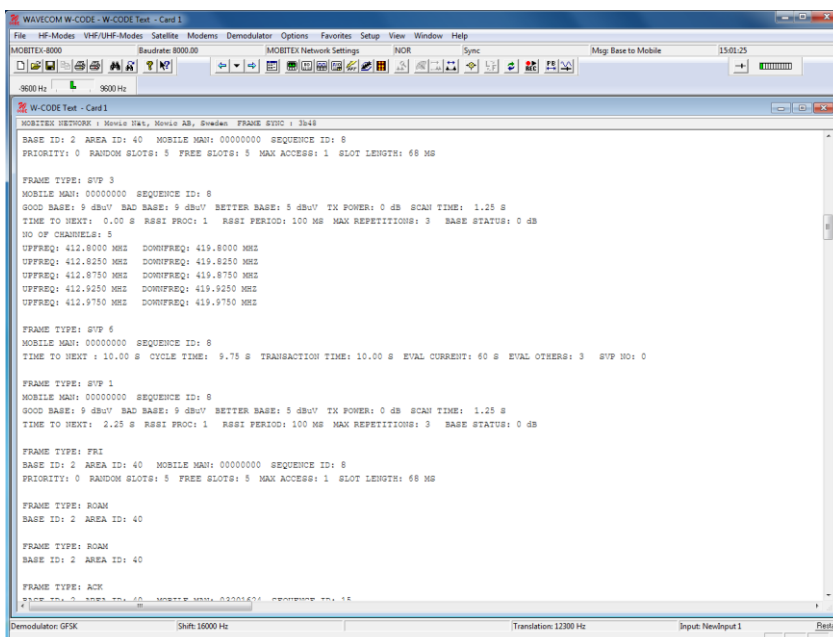 WAVECOM W-CODE - W-CODE Text - Card 1
File HF-Modes VHF/UHF-Modes Satellite Modems Demodulator Options Favorites Setup View Window Help
MOBITEX-8000 Baudrate: 8000.00 MOBITEX Network Settings NOR Sync Msg: Base to Mobile 15:01:25
-9600 Hz 9600 Hz
W-CODE Text - Card 1
MOBITEX NETWORK : Mowic Nät, Mowic AB, Sweden FRAME SYNC : 3b48
BASE ID: 2 AREA ID: 40 MOBILE MAN: 00000000 SEQUENCE ID: 8
PRIORITY: 0 RANDOM SLOTS: 5 FREE SLOTS: 5 MAX ACCESS: 1 SLOT LENGTH: 68 MS
FRAME TYPE: SVP 3
MOBILE MAN: 00000000 SEQUENCE ID: 8
GOOD BASE: 9 dBuV BAD BASE: 9 dBuV BETTER BASE: 5 dBuV TX POWER: 0 dB SCAN TIME: 1.25 S
TIME TO NEXT: 0.00 S RSSI PROC: 1 RSSI PERIOD: 100 MS MAX REPETITIONS: 3 BASE STATUS: 0 dB
NO OF CHANNELS: 5
UPFREQ: 412.8000 MHZ DOWNFREQ: 419.8000 MHZ
UPFREQ: 412.8250 MHZ DOWNFREQ: 419.8250 MHZ
UPFREQ: 412.8750 MHZ DOWNFREQ: 419.8750 MHZ
UPFREQ: 412.9250 MHZ DOWNFREQ: 419.9250 MHZ
UPFREQ: 412.9750 MHZ DOWNFREQ: 419.9750 MHZ
FRAME TYPE: SVP 6
MOBILE MAN: 00000000 SEQUENCE ID: 8
TIME TO NEXT : 10.00 S CYCLE TIME: 9.75 S TRANSACTION TIME: 10.00 S EVAL CURRENT: 60 S EVAL OTHERS: 3 SVP NO: 0
FRAME TYPE: SVP 1
MOBILE MAN: 00000000 SEQUENCE ID: 8
GOOD BASE: 9 dBuV BAD BASE: 9 dBuV BETTER BASE: 5 dBuV TX POWER: 0 dB SCAN TIME: 1.25 S
TIME TO NEXT: 2.25 S RSSI PROC: 1 RSSI PERIOD: 100 MS MAX REPETITIONS: 3 BASE STATUS: 0 dB
FRAME TYPE: FRI
BASE ID: 2 AREA ID: 40 MOBILE MAN: 00000000 SEQUENCE ID: 8
PRIORITY: 0 RANDOM SLOTS: 5 FREE SLOTS: 5 MAX ACCESS: 1 SLOT LENGTH: 68 MS
FRAME TYPE: ROAM
BASE ID: 2 AREA ID: 40
FRAME TYPE: ROAM
BASE ID: 2 AREA ID: 40
FRAME TYPE: ACK
BASE ID: 2 AREA ID: 40 MOBILE MAN: 03201624 SEQUENCE ID: 15
Demodulator: GFSK Shift: 16000 Hz Translation: 12300 Hz Input: NewInput 1